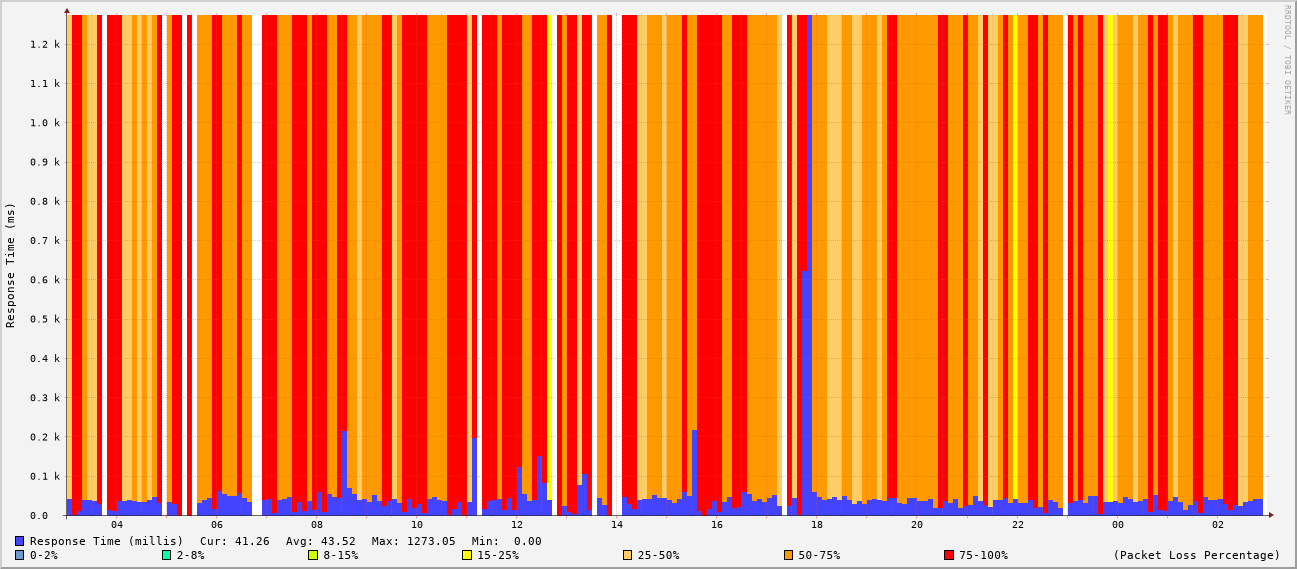 RRDTOOL / TOBI OETIKER
Response Time (ms)
1.2 k
1.1 k
1.0 k
0.9 k
0.8 k
0.7 k
0.6 k
0.5 k
0.4 k
0.3 k
0.2 k
0.1 k
0.0
04 06 08 10 12 14 16 18 20 22 00 02
Response Time (millis) Cur: 41.26 Avg: 43.52 Max: 1273.05 Min: 0.00
0-2% 2-8% 8-15% 15-25% 25-50% 50-75% 75-100% (Packet Loss Percentage)